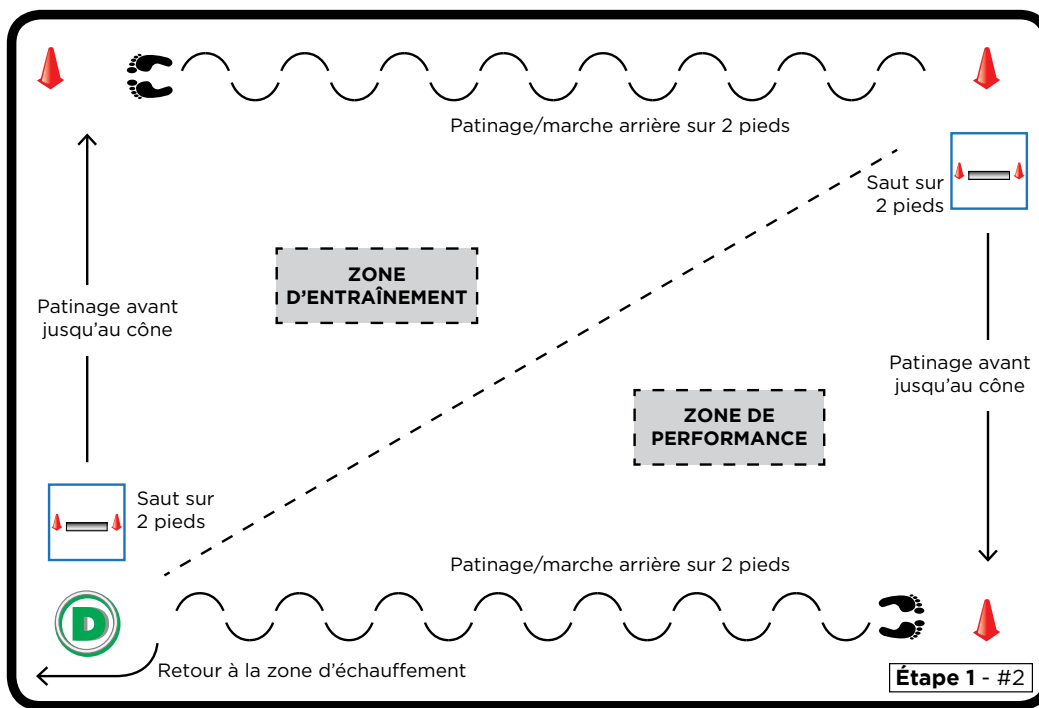 Patinage/marche arrière sur 2 pieds
Saut sur
2 pieds
ZONE
D'ENTRAÎNEMENT
Patinage avant
jusqu'au cône
Patinage avant
jusqu'au cône
ZONE DE
PERFORMANCE
Saut sur
2 pieds
Patinage/marche arrière sur 2 pieds
D
Retour à la zone d'échauffement
Étape 1 - #2